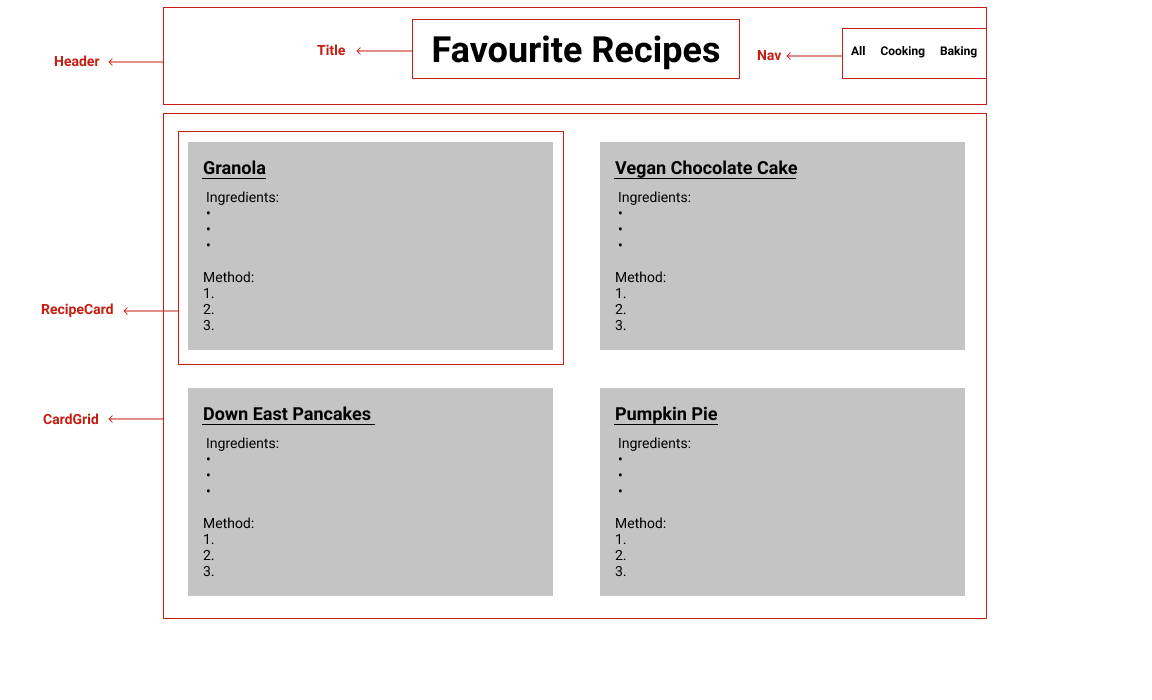 Header
Title
Favourite Recipes
Nav
All Cooking Baking
Granola
Ingredients:
•
•
•
Method:
1.
2.
3.
Vegan Chocolate Cake
Ingredients:
•
•
•
Method:
1.
2.
3.
RecipeCard
CardGrid
Down East Pancakes
Ingredients:
•
•
•
Method:
1.
2.
3.
Pumpkin Pie
Ingredients:
•
•
•
Method:
1.
2.
3.